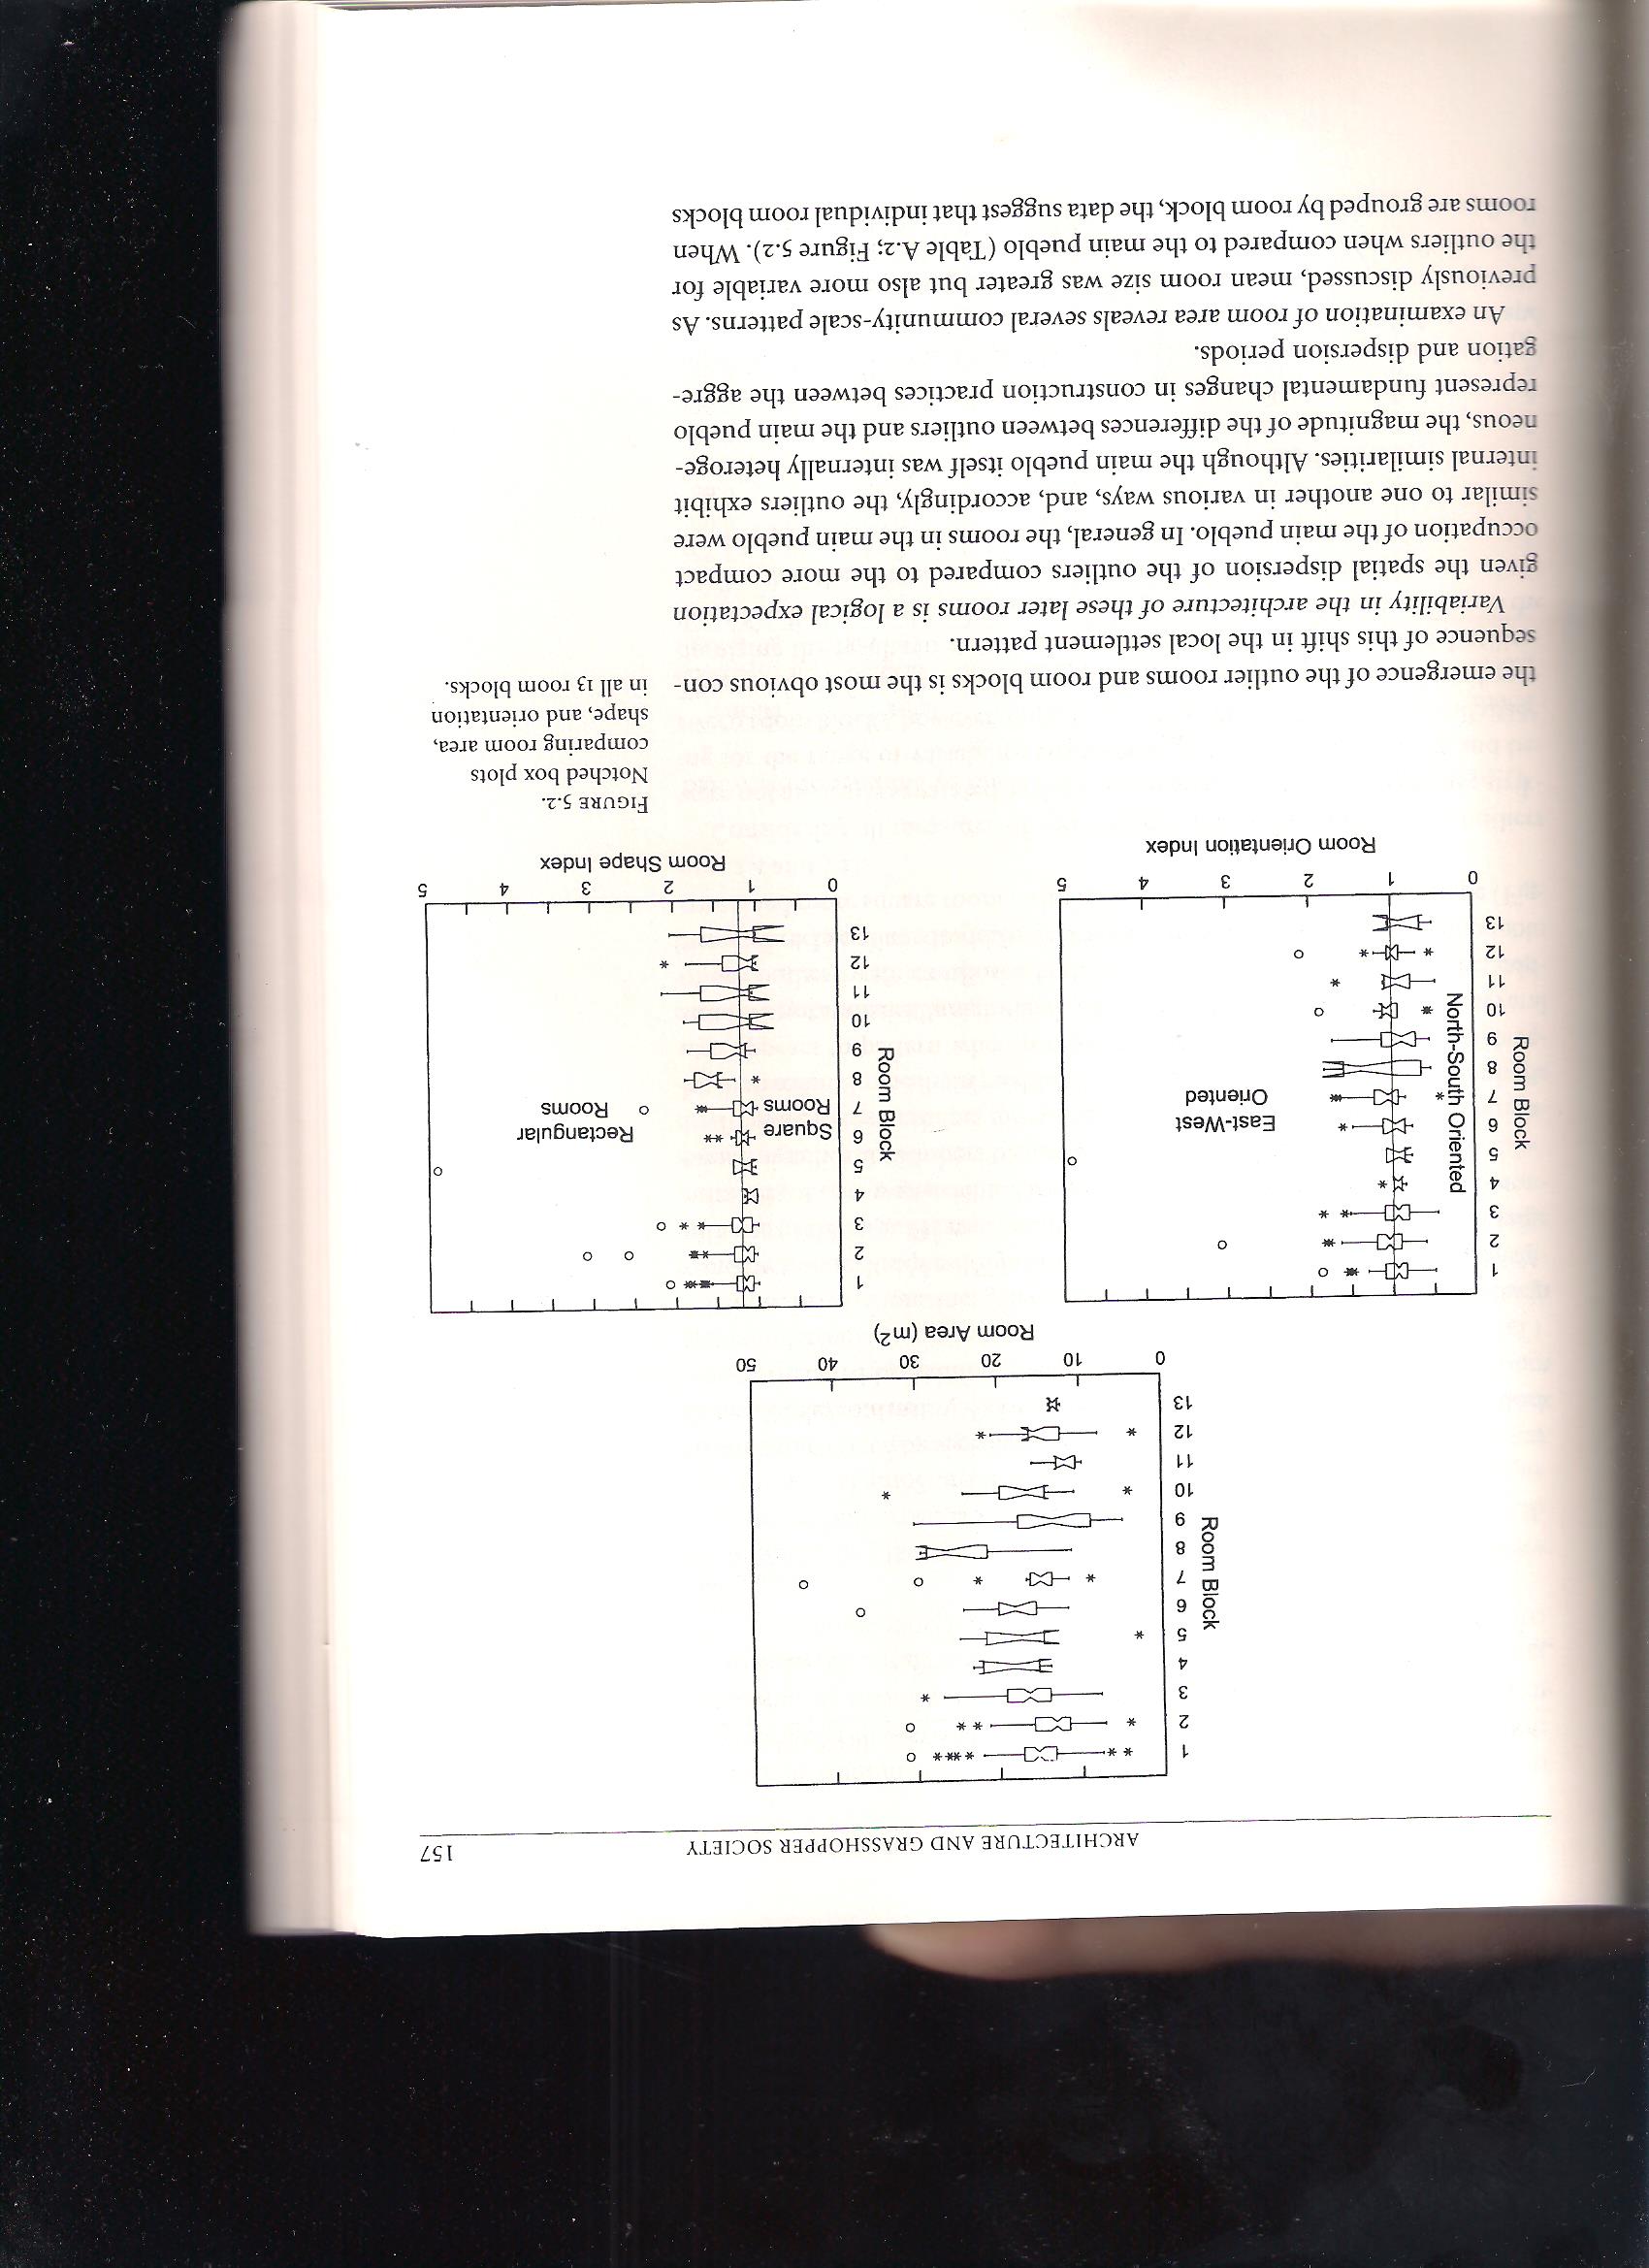 ARCHITECTURE AND GRASSHOPPER SOCIETY 157
Room Block
1
2
3
4
5
6
7
8
9
10
11
12
13
0 10 20 30 40 50
Room Area (m2)
Room Block
1
2
3
4
5
6
7
8
9
10
11
12
13
North-South Oriented
East-West
Oriented
0 1 2 3 4 5
Room Orientation Index
Room Block
1
2
3
4
5
6
7
8
9
10
11
12
13
Square
Rooms
Rectangular
Rooms
0 1 2 3 4 5
Room Shape Index
FIGURE 5.2.
Notched box plots
comparing room area,
shape, and orientation
in all 13 room blocks.
the emergence of the outlier rooms and room blocks is the most obvious con-
sequence of this shift in the local settlement pattern.
Variability in the architecture of these later rooms is a logical expectation
given the spatial dispersion of the outliers compared to the more compact
occupation of the main pueblo. In general, the rooms in the main pueblo were
similar to one another in various ways, and, accordingly, the outliers exhibit
internal similarities. Although the main pueblo itself was internally heteroge-
neous, the magnitude of the differences between outliers and the main pueblo
represent fundamental changes in construction practices between the aggre-
gation and dispersion periods.
An examination of room area reveals several community-scale patterns. As
previously discussed, mean room size was greater but also more variable for
the outliers when compared to the main pueblo (Table A.2; Figure 5.2). When
rooms are grouped by room block, the data suggest that individual room blocks